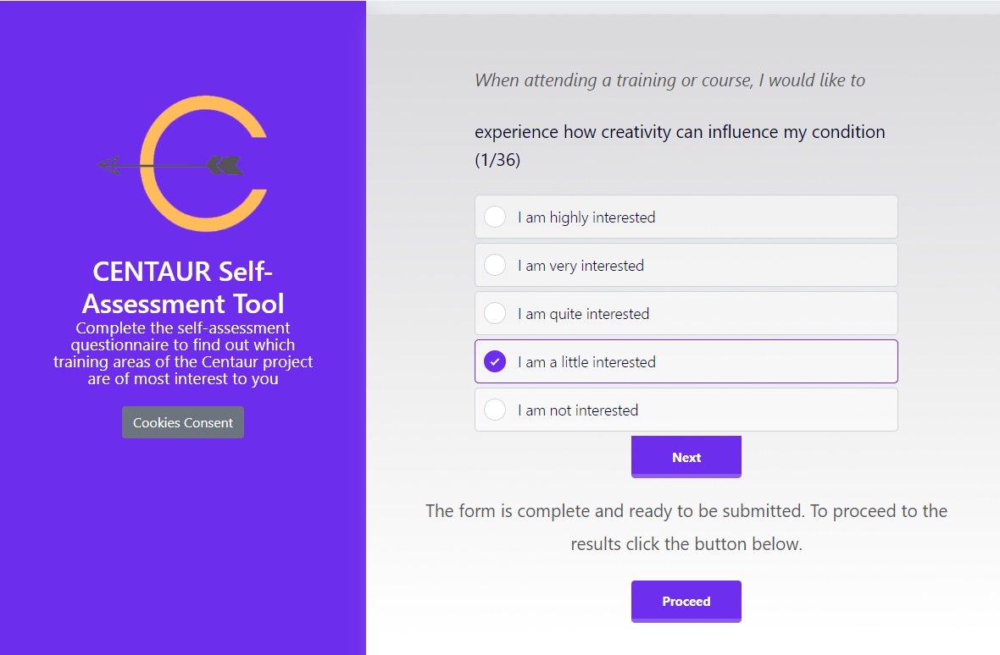 CENTAUR Self-
Assessment Tool
Complete the self-assessment
questionnaire to find out which
training areas of the Centaur project
are of most interest to you
Cookies Consent
When attending a training or course, I would like to
experience how creativity can influence my condition
(1/36)
I am highly interested
I am very interested
I am quite interested
I am a little interested
I am not interested
Next
The form is complete and ready to be submitted. To proceed to the
results click the button below.
Proceed